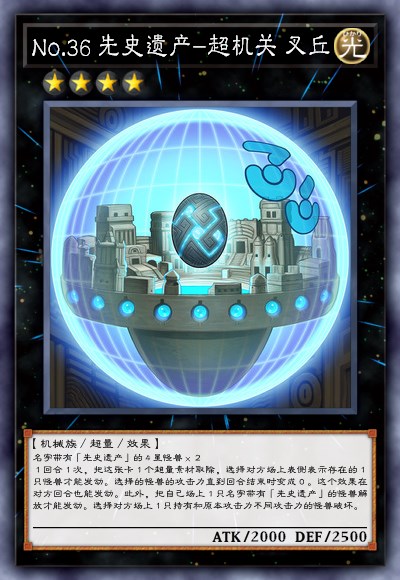 No.36 先史遗产-超机关 叉丘
光
【机械族／超量／效果】
名字带有「先史遗产」的4星怪兽×2
1回合1次，把这张卡1个超量素材取除，选择对方场上表侧表示存在的1
只怪兽才能发动。选择的怪兽的攻击力直到回合结束时变成0。这个效果在
对方回合也能发动。此外，把自己场上1只名字带有「先史遗产」的怪兽解
放才能发动。选择对方场上1只持有和原本攻击力不同攻击力的怪兽破坏。
ATK/2000 DEF/2500